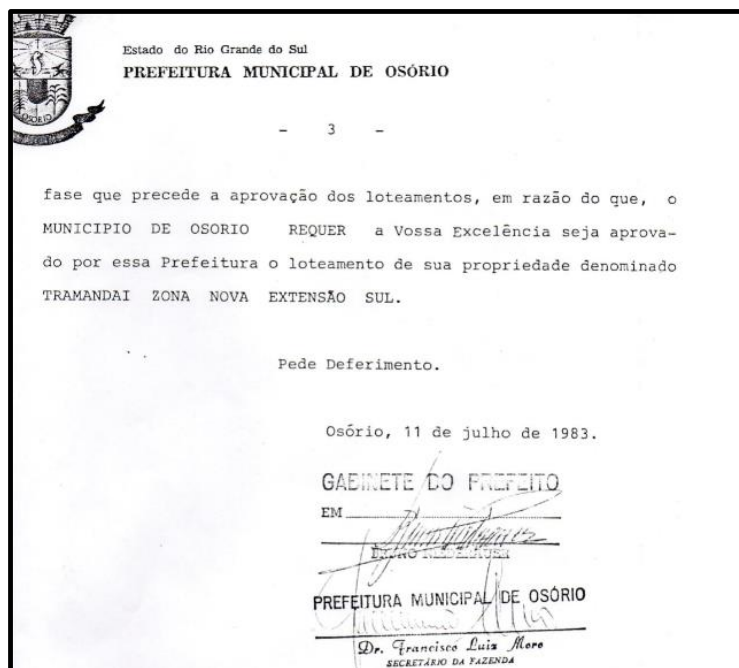 Estado do Rio Grande do Sul
PREFEITURA MUNICIPAL DE OSÓRIO
OSÓRIO
- 3 -
fase que precede a aprovação dos loteamentos, em razão do que, o
MUNICIPIO DE OSORIO REQUER a Vossa Excelência seja aprova-
do por essa Prefeitura o loteamento de sua propriedade denominado
TRAMANDAI ZONA NOVA EXTENSÃO SUL.
Pede Deferimento.
Osório, 11 de julho de 1983.
GABINETE DO PREFEITO
EM
PREFEITURA MUNICIPAL DE OSÓRIO
Dr. Francisco Luiz Moro
SECRETÁRIO DA FAZENDA